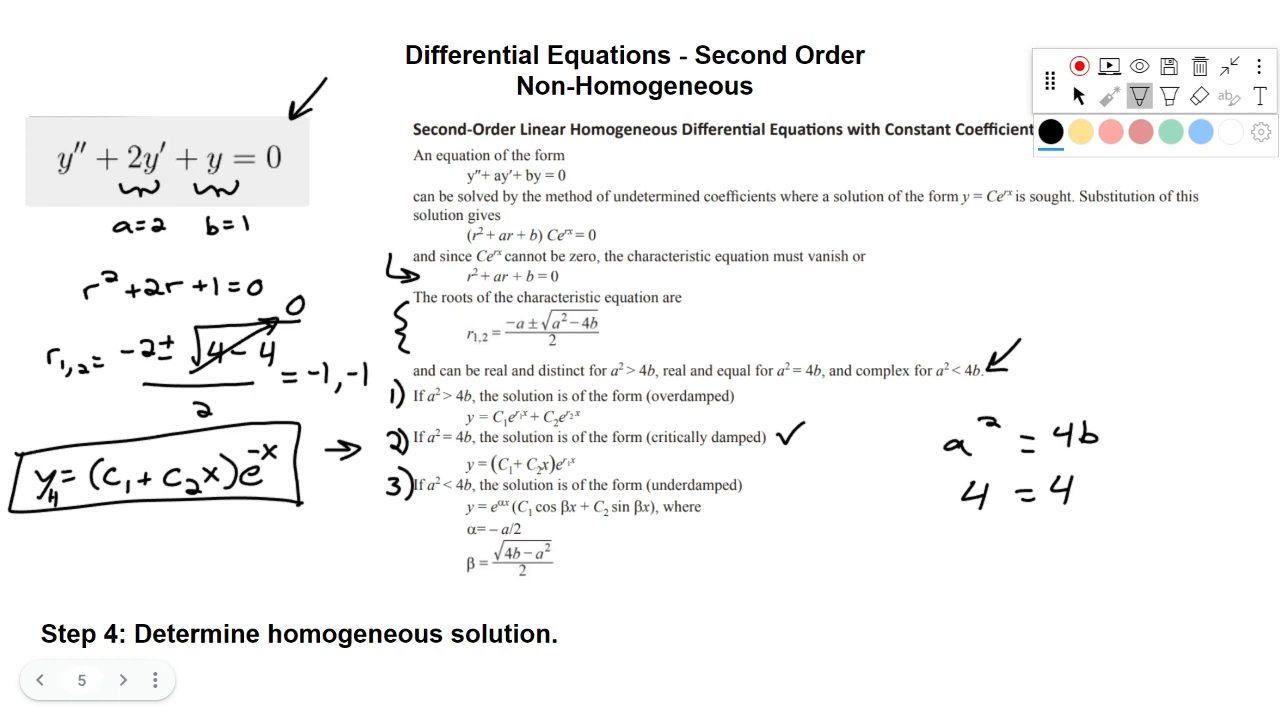 Differential Equations - Second Order
Non-Homogeneous
y″ + 2y′ + y = 0
a=2 b=1
r² + 2r + 1 = 0
r₁,₂ = (-2 ± √(4 - 4)) / 2 = -1, -1
0
y₄ = (C₁ + C₂x)e⁻ˣ
Second-Order Linear Homogeneous Differential Equations with Constant Coefficient
An equation of the form
y″+ ay′+ by = 0
can be solved by the method of undetermined coefficients where a solution of the form y = Ceʳˣ is sought. Substitution of this
solution gives
(r² + ar + b) Ceʳˣ = 0
and since Ceʳˣ cannot be zero, the characteristic equation must vanish or
r² + ar + b = 0
The roots of the characteristic equation are
r₁,₂ = (−a ± √(a² − 4b)) / 2
and can be real and distinct for a² > 4b, real and equal for a² = 4b, and complex for a² < 4b.
1) If a² > 4b, the solution is of the form (overdamped)
y = C₁e^(r₁x) + C₂e^(r₂x)
2) If a² = 4b, the solution is of the form (critically damped) ✓
y = (C₁+ C₂x)e^(r₁x)
3) If a² < 4b, the solution is of the form (underdamped)
y = e^(αx) (C₁ cos βx + C₂ sin βx), where
α= − a/2
β = √(4b − a²) / 2
a² = 4b
4 = 4
Step 4: Determine homogeneous solution.
5
ab
T